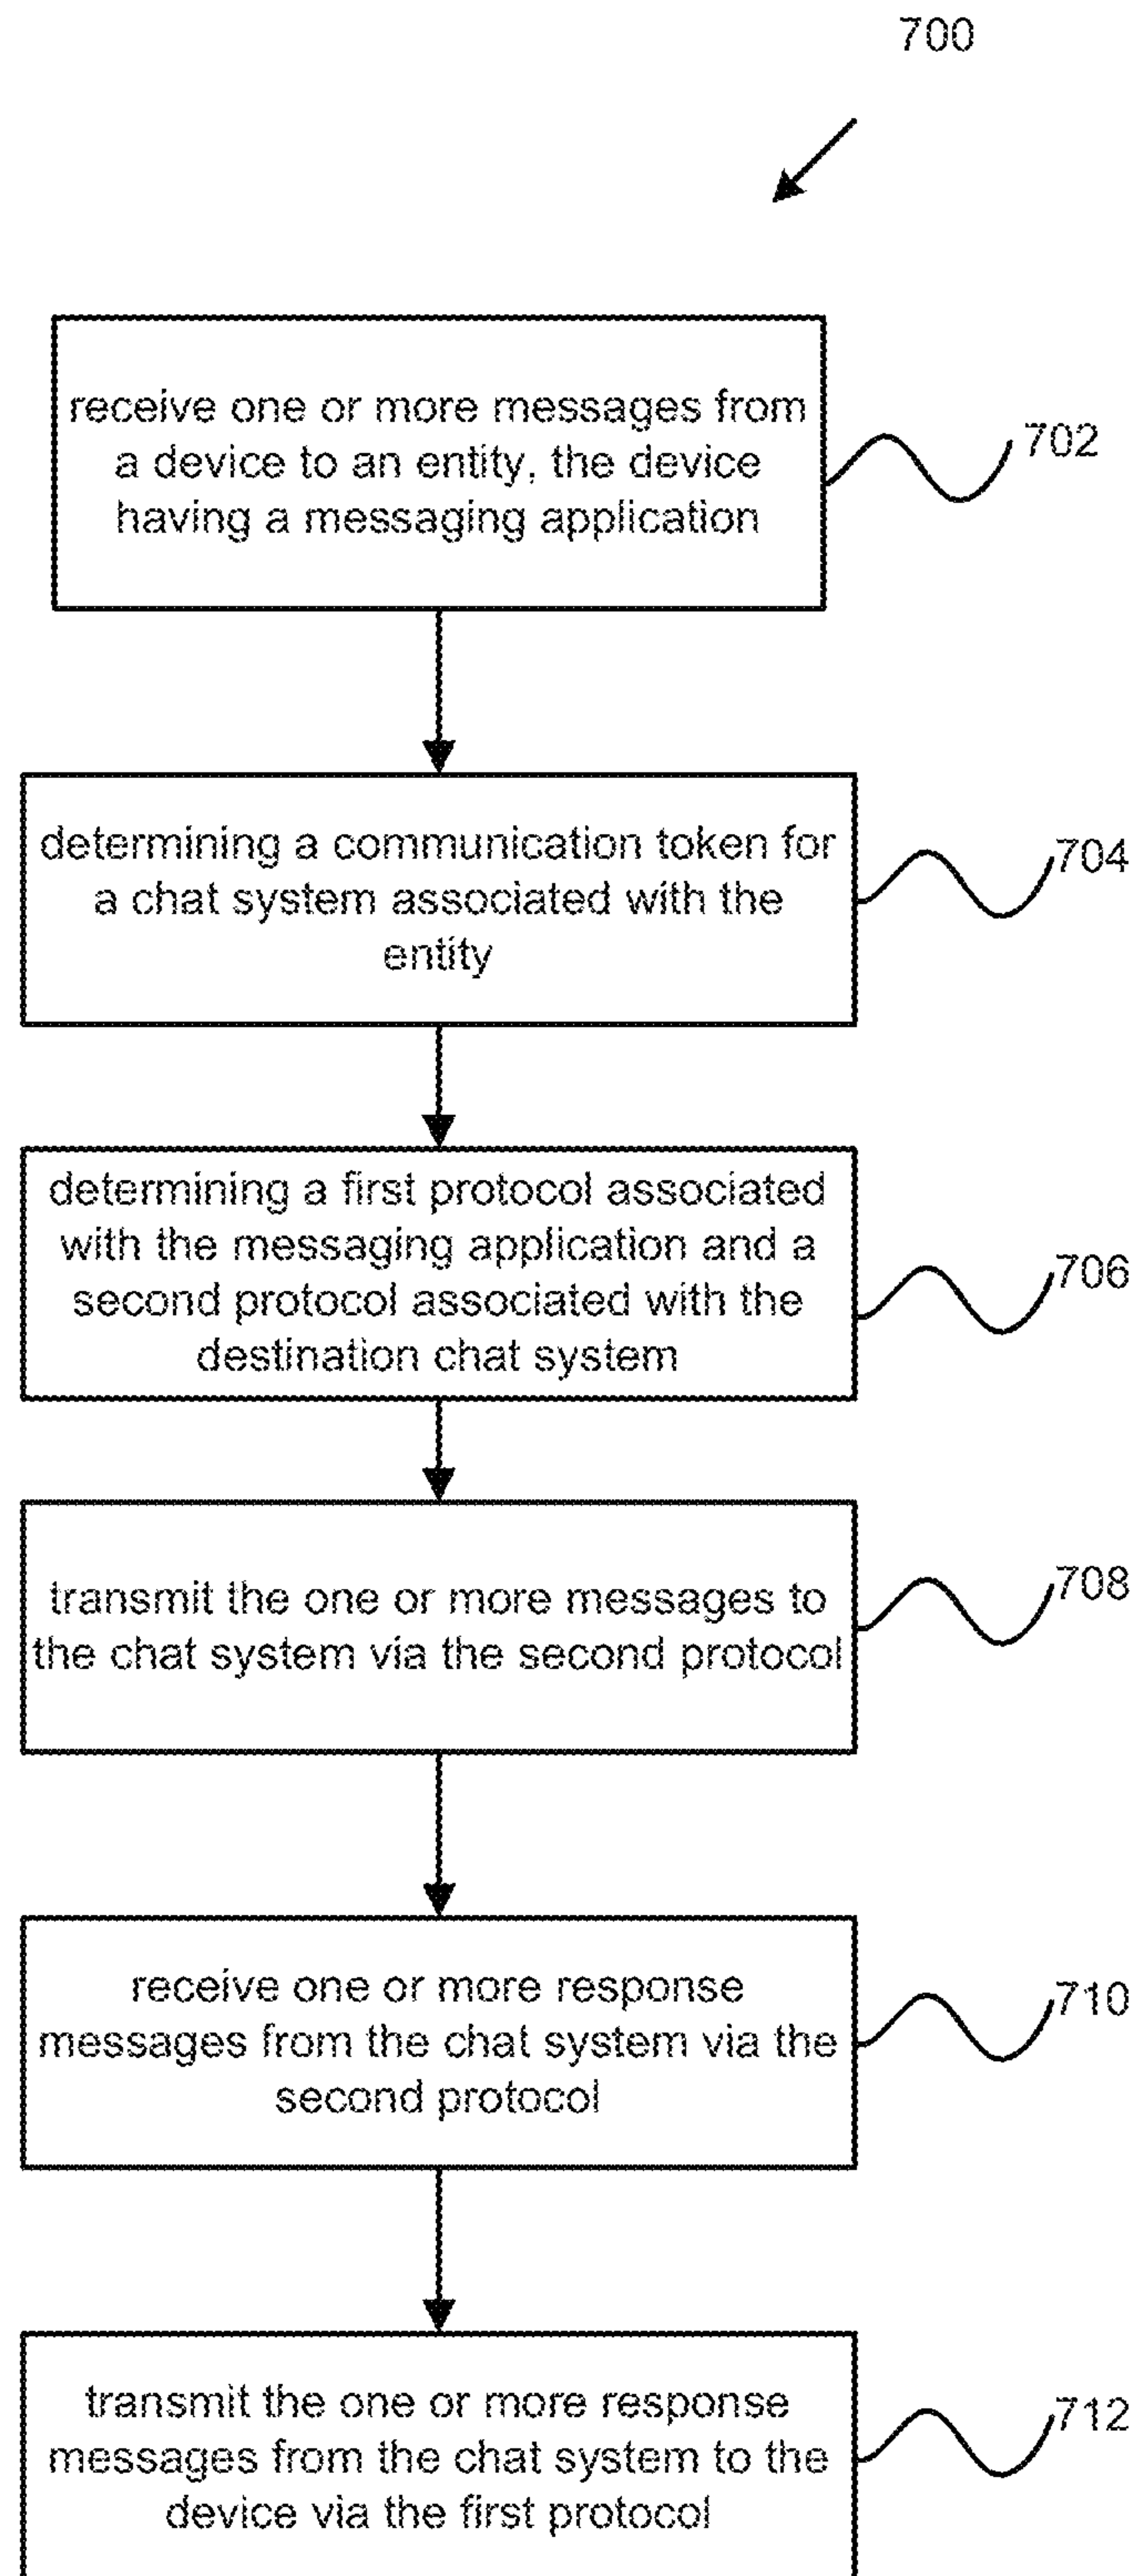 700
receive one or more messages from
a device to an entity, the device
having a messaging application
702
determining a communication token for
a chat system associated with the
entity
704
determining a first protocol associated
with the messaging application and a
second protocol associated with the
destination chat system
706
transmit the one or more messages to
the chat system via the second protocol
708
receive one or more response
messages from the chat system via the
second protocol
710
transmit the one or more response
messages from the chat system to the
device via the first protocol
712